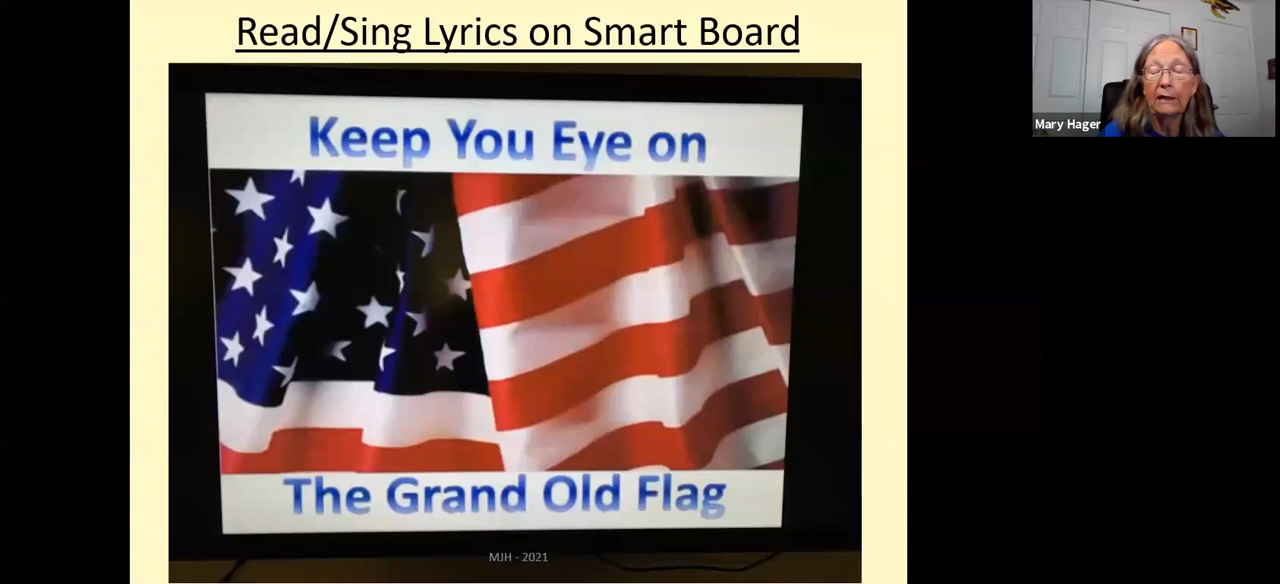 Read/Sing Lyrics on Smart Board
Keep You Eye on
The Grand Old Flag
MJH - 2021
Mary Hager